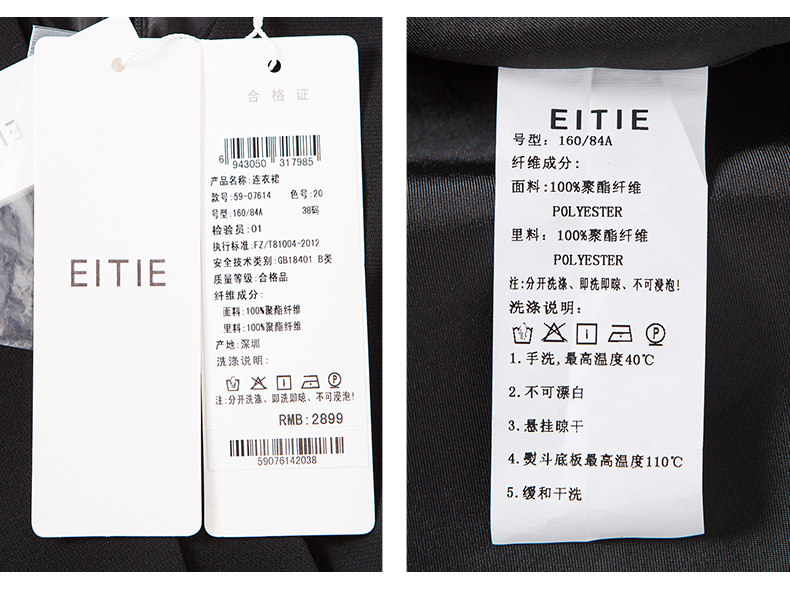 EITIE
合格证
6 943050 317985
产品名称:连衣裙
款号:59-07614 色号:20
号型:160/84A 38码
检验员:01
执行标准:FZ/T81004-2012
安全技术类别:GB18401 B类
质量等级:合格品
纤维成分:
面料:100%聚酯纤维
里料:100%聚酯纤维
产地:深圳
洗涤说明:
P
注:分开洗涤、即洗即晾、不可浸泡!
RMB:2899
59076142038
EITIE
号型: 160/84A
纤维成分:
面料:100%聚酯纤维
POLYESTER
里料: 100%聚酯纤维
POLYESTER
注:分开洗涤、即洗即晾、不可浸泡!
洗涤说明:
P
1.手洗,最高温度40℃
2.不可漂白
3.悬挂晾干
4.熨斗底板最高温度110℃
5.缓和干洗